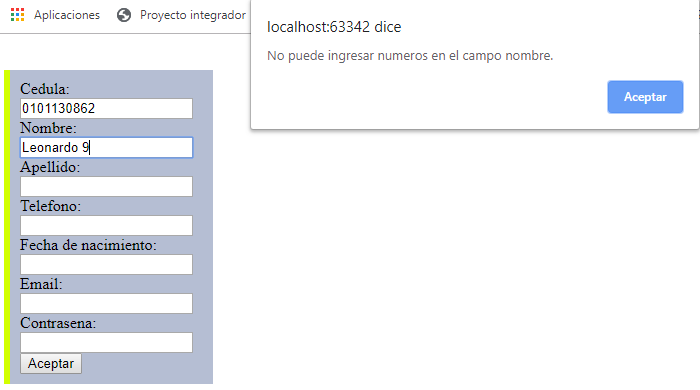 Aplicaciones
Proyecto integrador
localhost:63342 dice
No puede ingresar numeros en el campo nombre.
Aceptar
Cedula:
0101130862
Nombre:
Leonardo 9
Apellido:
Telefono:
Fecha de nacimiento:
Email:
Contrasena:
Aceptar